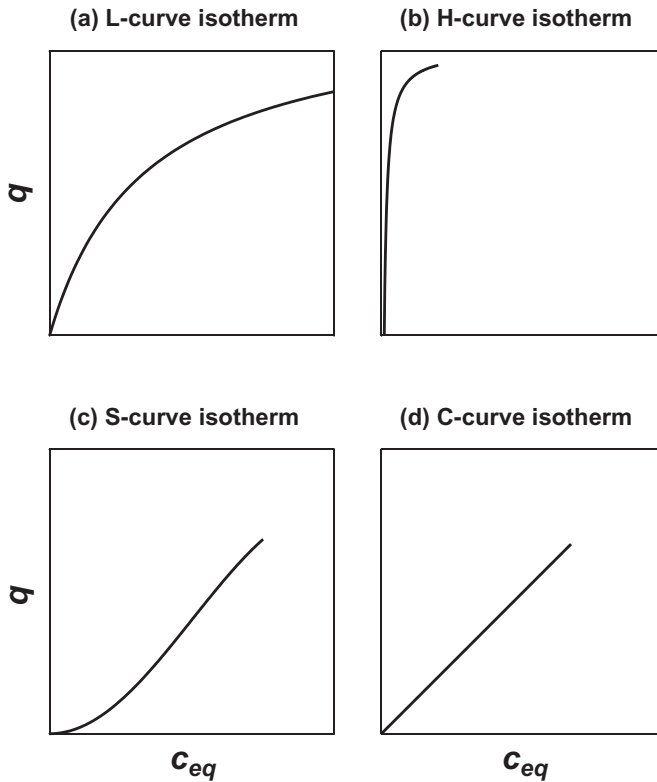 (a) L-curve isotherm
(b) H-curve isotherm
q
(c) S-curve isotherm
(d) C-curve isotherm
q
c_eq
c_eq